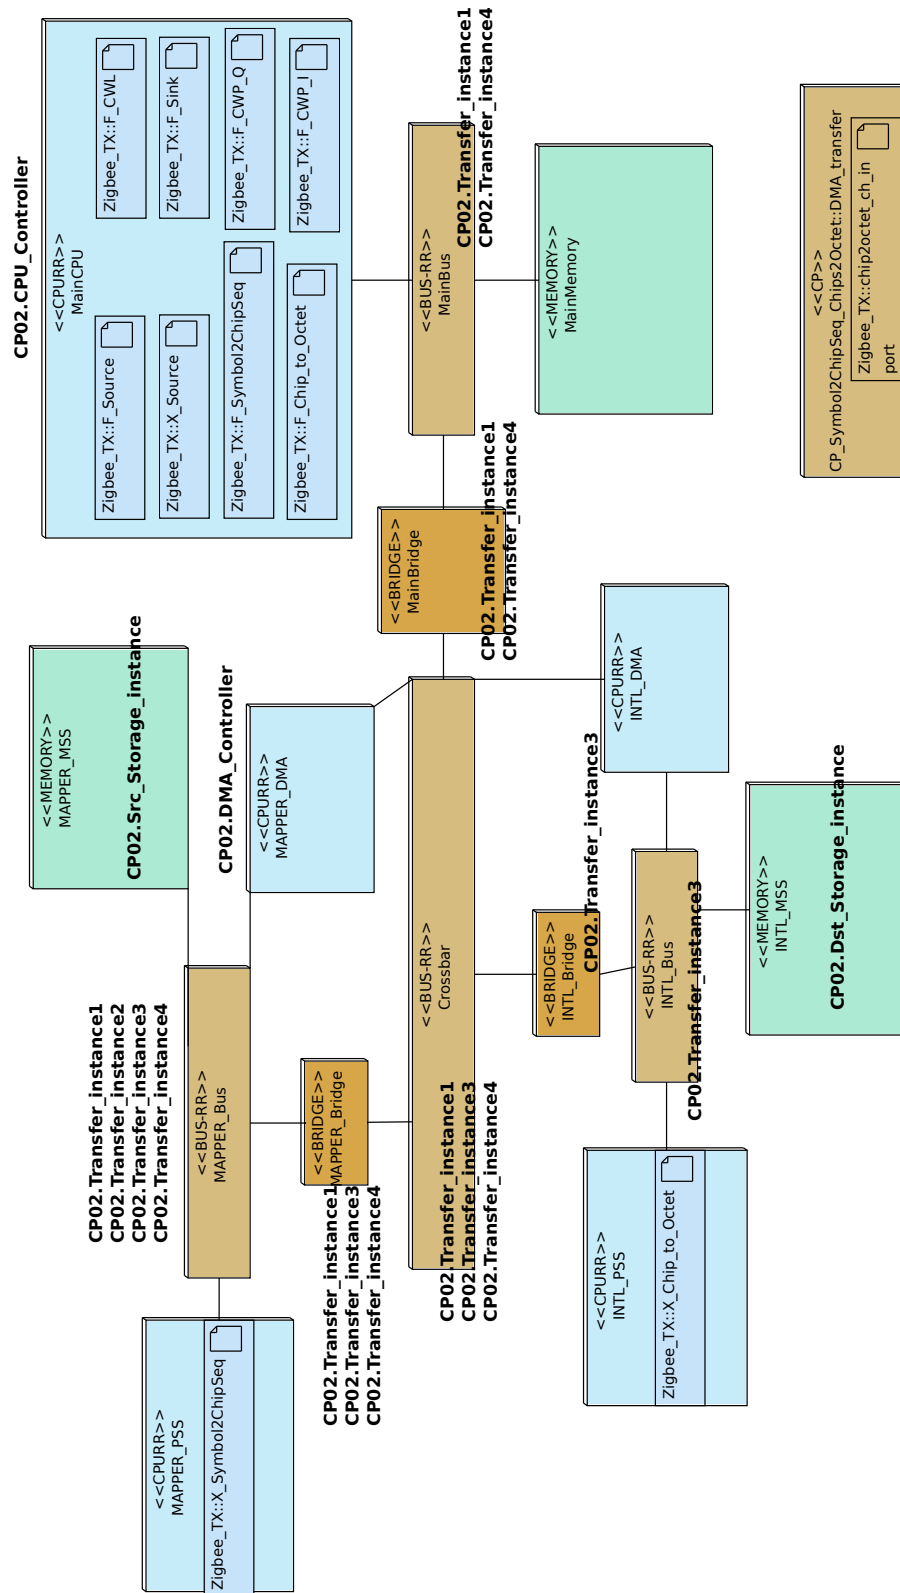 CP02.CPU_Controller
<<CPURR>>
MainCPU
Zigbee_TX::F_Source
Zigbee_TX::F_CWL
Zigbee_TX::X_Source
Zigbee_TX::F_Sink
Zigbee_TX::F_Symbol2ChipSeq
Zigbee_TX::F_CWP_Q
Zigbee_TX::F_Chip_to_Octet
Zigbee_TX::F_CWP_I
<<BUS-RR>>
MainBus
CP02.Transfer_instance1
CP02.Transfer_instance4
<<MEMORY>>
MainMemory
<<CP>>
CP_Symbol2ChipSeq_Chips2Octet::DMA_transfer
Zigbee_TX::chip2octet_ch_in
port
<<BRIDGE>>
MainBridge
CP02.Transfer_instance1
CP02.Transfer_instance4
<<MEMORY>>
MAPPER_MSS
CP02.Src_Storage_instance
CP02.DMA_Controller
<<CPURR>>
MAPPER_DMA
<<BUS-RR>>
Crossbar
CP02.Transfer_instance1
CP02.Transfer_instance3
CP02.Transfer_instance4
<<CPURR>>
INTL_DMA
<<BRIDGE>>
INTL_Bridge
CP02.Transfer_instance3
<<BUS-RR>>
INTL_Bus
CP02.Transfer_instance3
<<MEMORY>>
INTL_MSS
CP02.Dst_Storage_instance
CP02.Transfer_instance1
CP02.Transfer_instance2
CP02.Transfer_instance3
CP02.Transfer_instance4
<<BUS-RR>>
MAPPER_Bus
<<BRIDGE>>
MAPPER_Bridge
CP02.Transfer_instance1
CP02.Transfer_instance3
CP02.Transfer_instance4
<<CPURR>>
MAPPER_PSS
Zigbee_TX::X_Symbol2ChipSeq
<<CPURR>>
INTL_PSS
Zigbee_TX::X_Chip_to_Octet